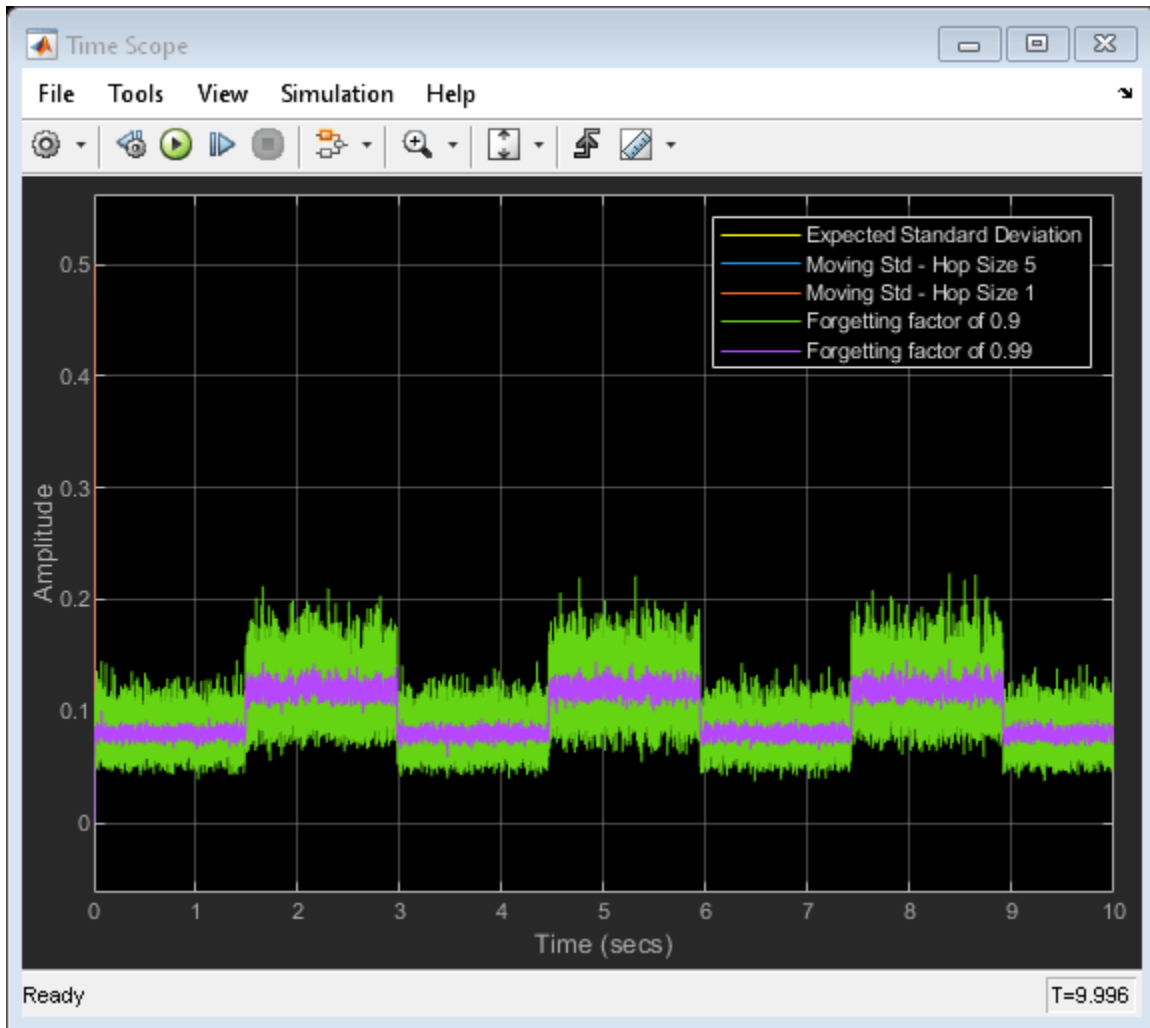 Time Scope
File Tools View Simulation Help
Expected Standard Deviation
Moving Std - Hop Size 5
Moving Std - Hop Size 1
Forgetting factor of 0.9
Forgetting factor of 0.99
0.5
0.4
0.3
0.2
0.1
0
Amplitude
0 1 2 3 4 5 6 7 8 9 10
Time (secs)
Ready T=9.996